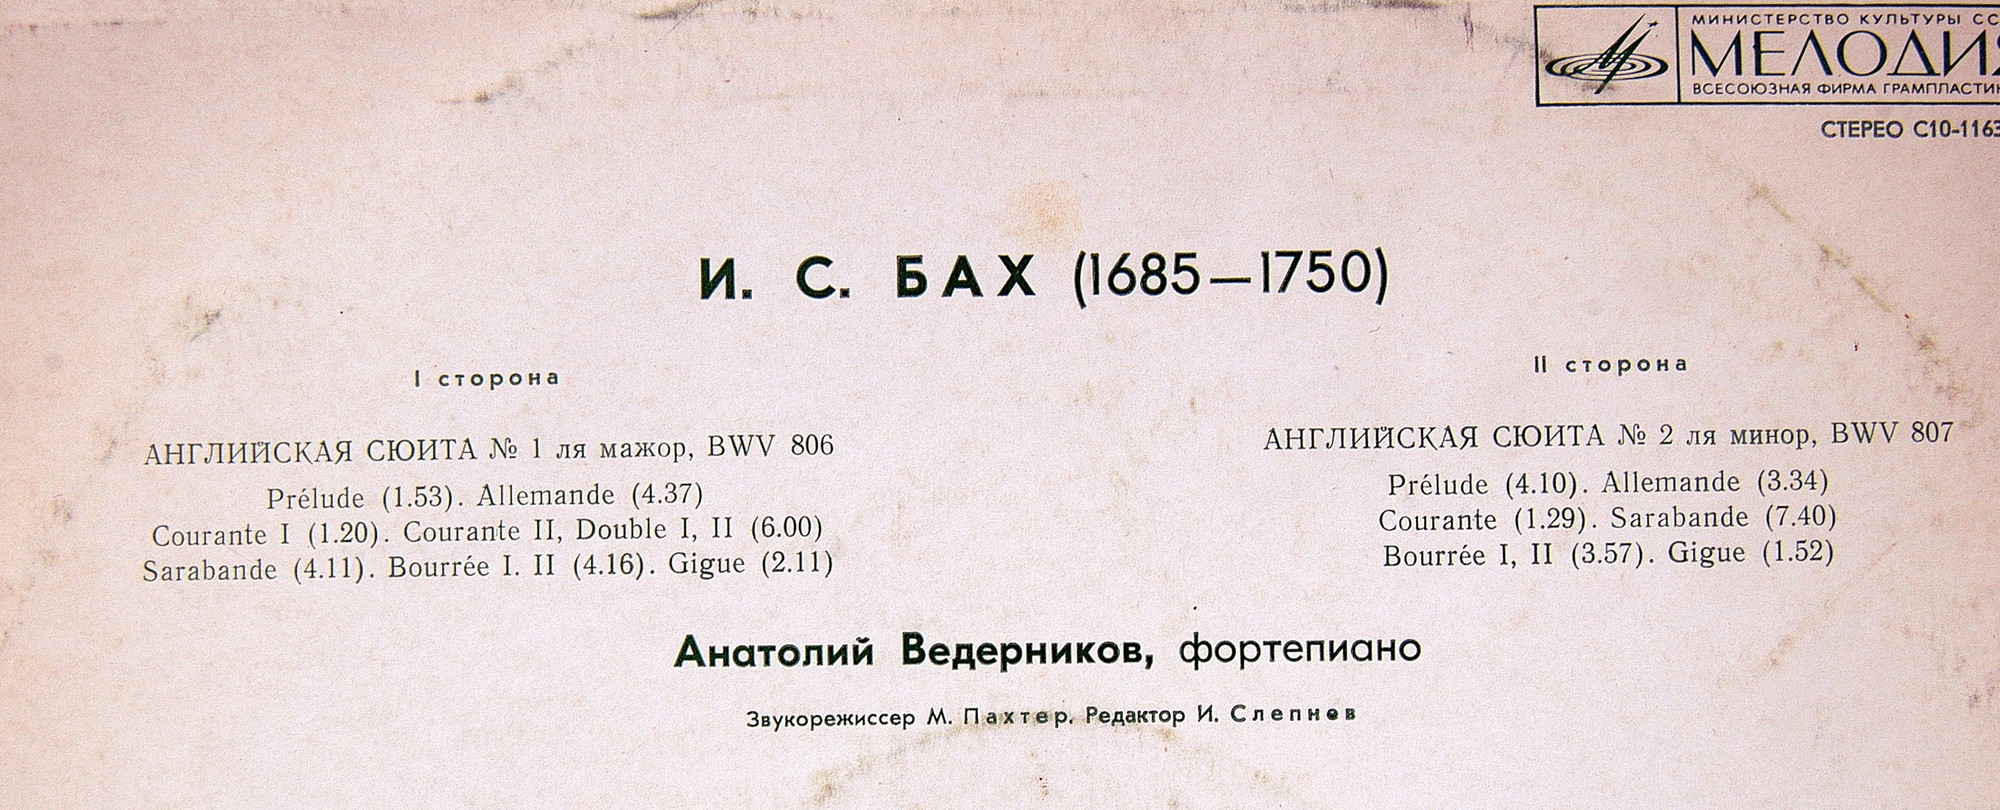 МИНИСТЕРСТВО КУЛЬТУРЫ СС
МЕЛОДИЯ
ВСЕСОЮЗНАЯ ФИРМА ГРАМПЛАСТИН
СТЕРЕО С10-1163
И. С. БАХ (1685—1750)
I сторона
АНГЛИЙСКАЯ СЮИТА № 1 ля мажор, BWV 806
Prélude (1.53). Allemande (4.37)
Courante I (1.20). Courante II, Double I, II (6.00)
Sarabande (4.11). Bourrée I. II (4.16). Gigue (2.11)
II сторона
АНГЛИЙСКАЯ СЮИТА № 2 ля минор, BWV 807
Prélude (4.10). Allemande (3.34)
Courante (1.29). Sarabande (7.40)
Bourrée I, II (3.57). Gigue (1.52)
Анатолий Ведерников, фортепиано
Звукорежиссер М. Пахтер. Редактор И. Слепнев